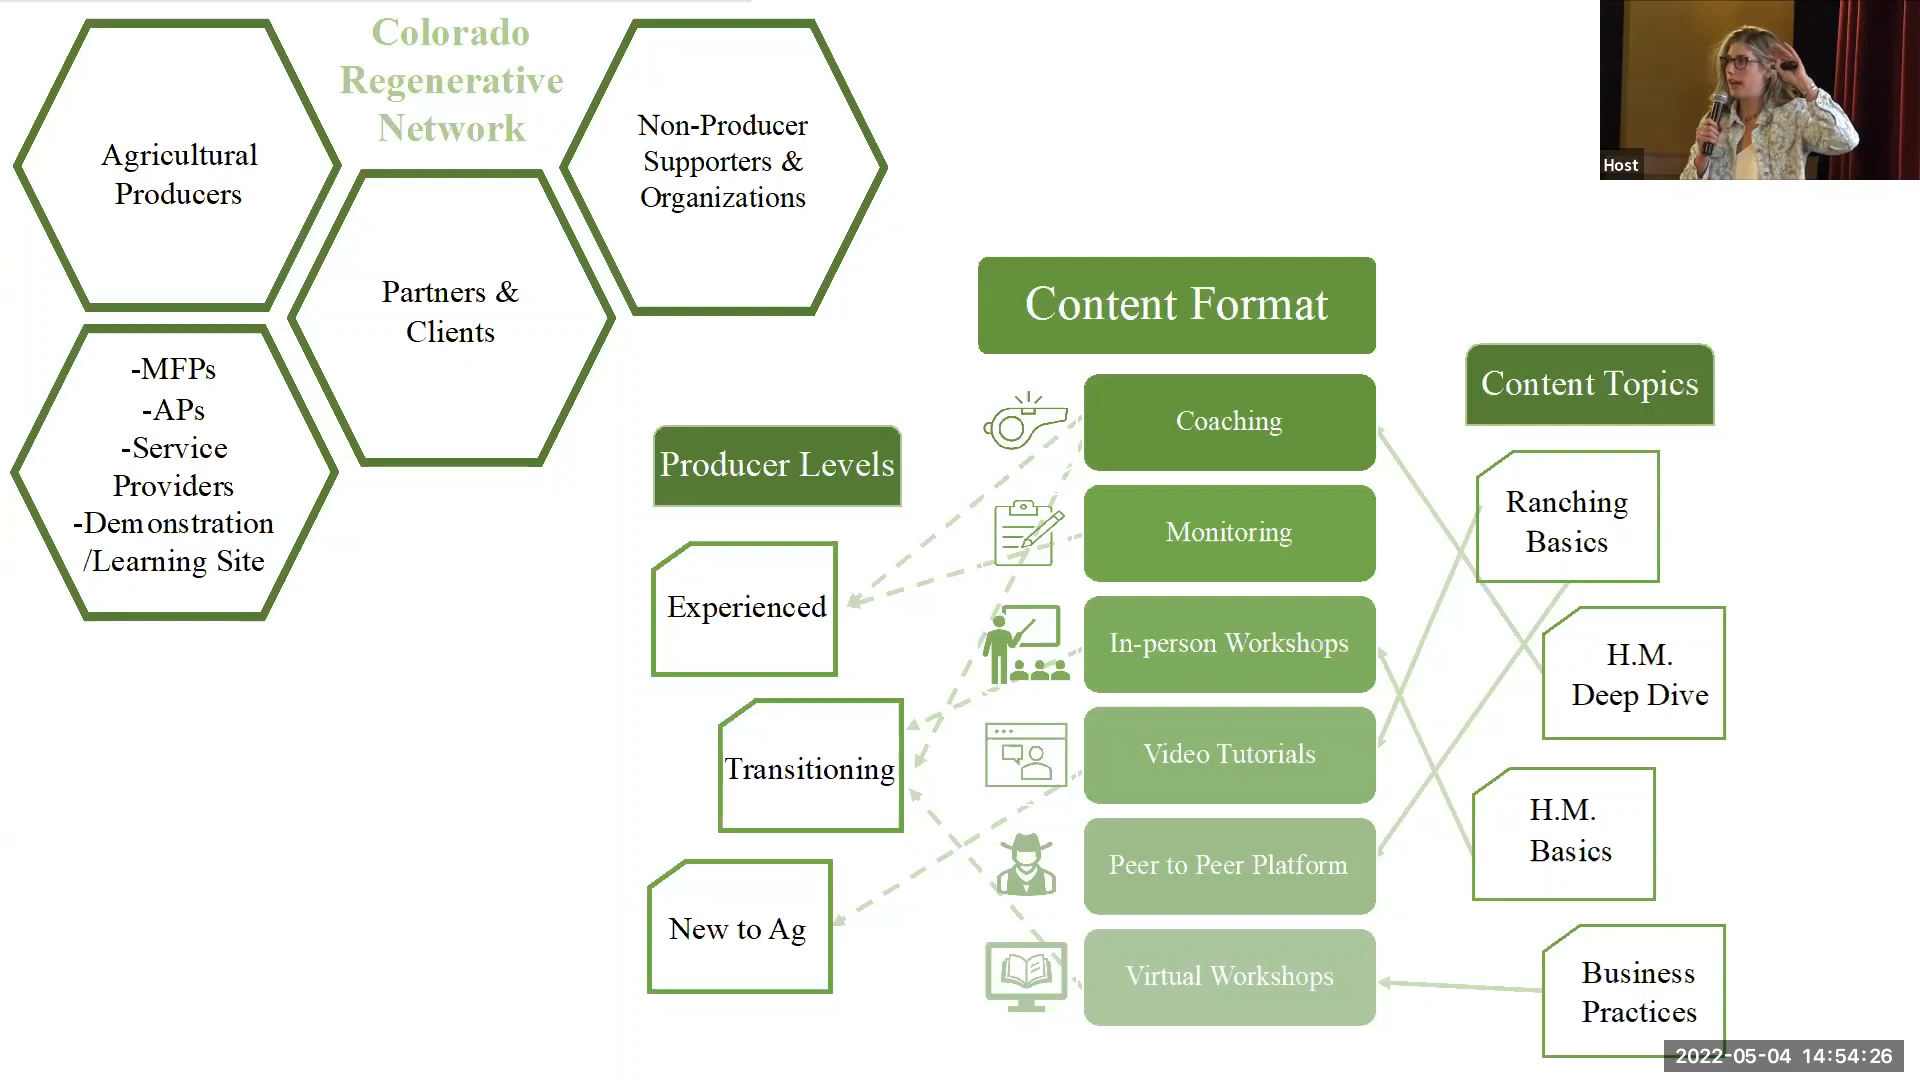 Colorado
Regenerative
Network
Agricultural
Producers
Non-Producer
Supporters &
Organizations
Partners &
Clients
-MFPs
-APs
-Service
Providers
-Demonstration
/Learning Site
Host
Content Format
Coaching
Monitoring
In-person Workshops
Video Tutorials
Peer to Peer Platform
Virtual Workshops
Producer Levels
Experienced
Transitioning
New to Ag
Content Topics
Ranching
Basics
H.M.
Deep Dive
H.M.
Basics
Business
Practices
2022-05-04 14:54:26